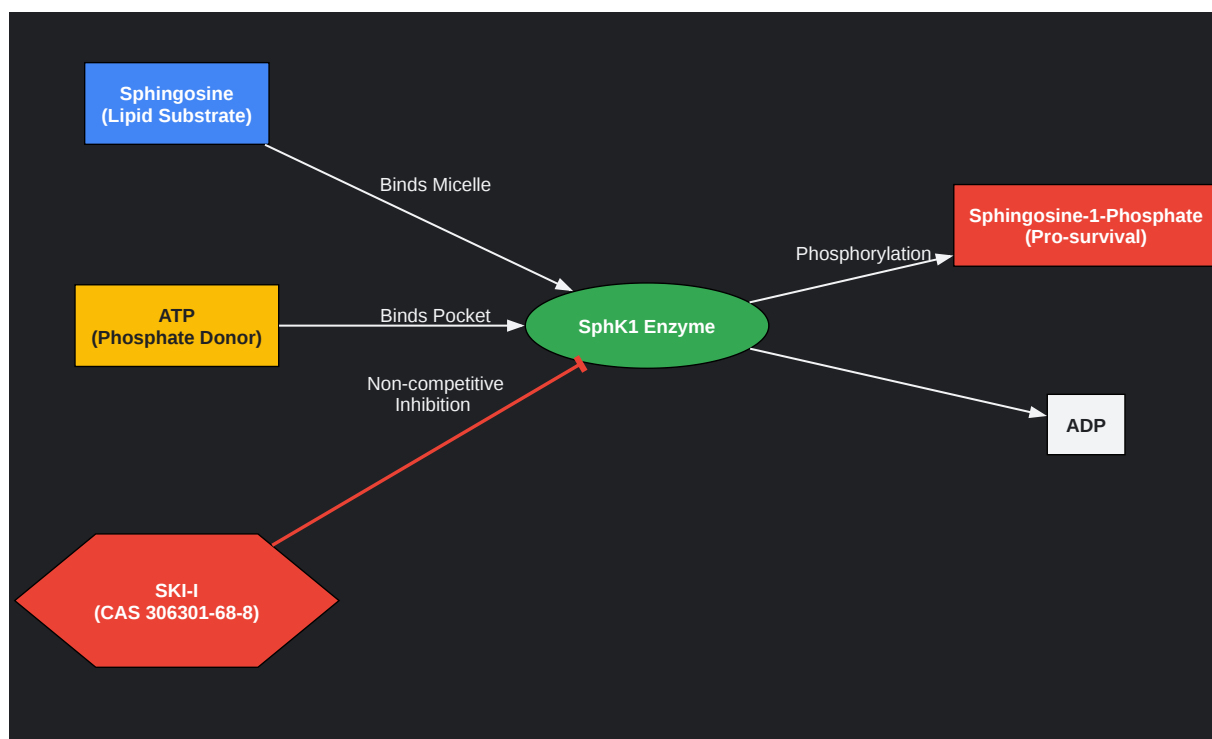 Sphingosine
(Lipid Substrate)
Binds Micelle
Sphingosine-1-Phosphate
(Pro-survival)
Phosphorylation
ATP
(Phosphate Donor)
Binds Pocket
SphK1 Enzyme
Non-competitive
Inhibition
ADP
SKI-I
(CAS 306301-68-8)